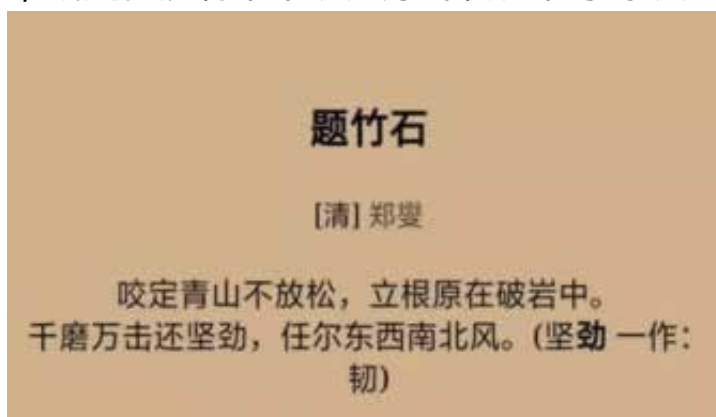 题竹石
[清] 郑燮
咬定青山不放松，立根原在破岩中。
千磨万击还坚劲，任尔东西南北风。(坚劲 一作：
韧)